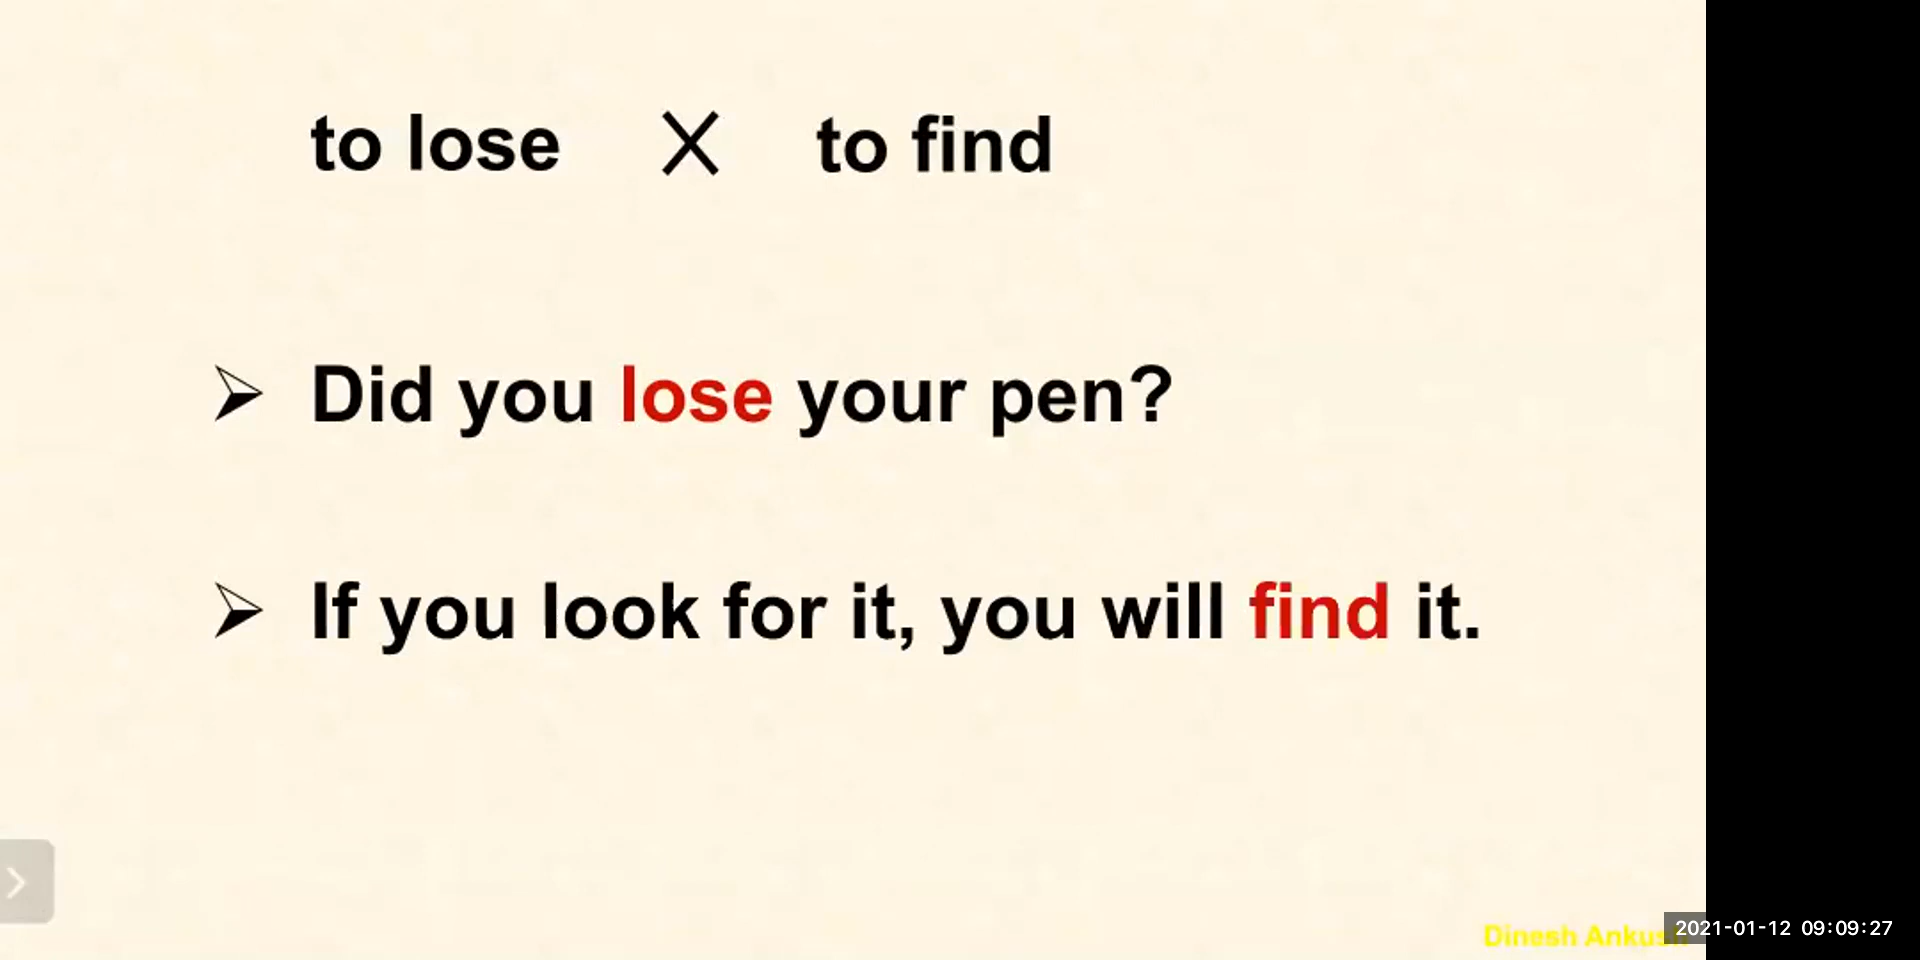 to lose X to find
➢ Did you lose your pen?
➢ If you look for it, you will find it.
Dinesh
2021-01-12 09:09:27